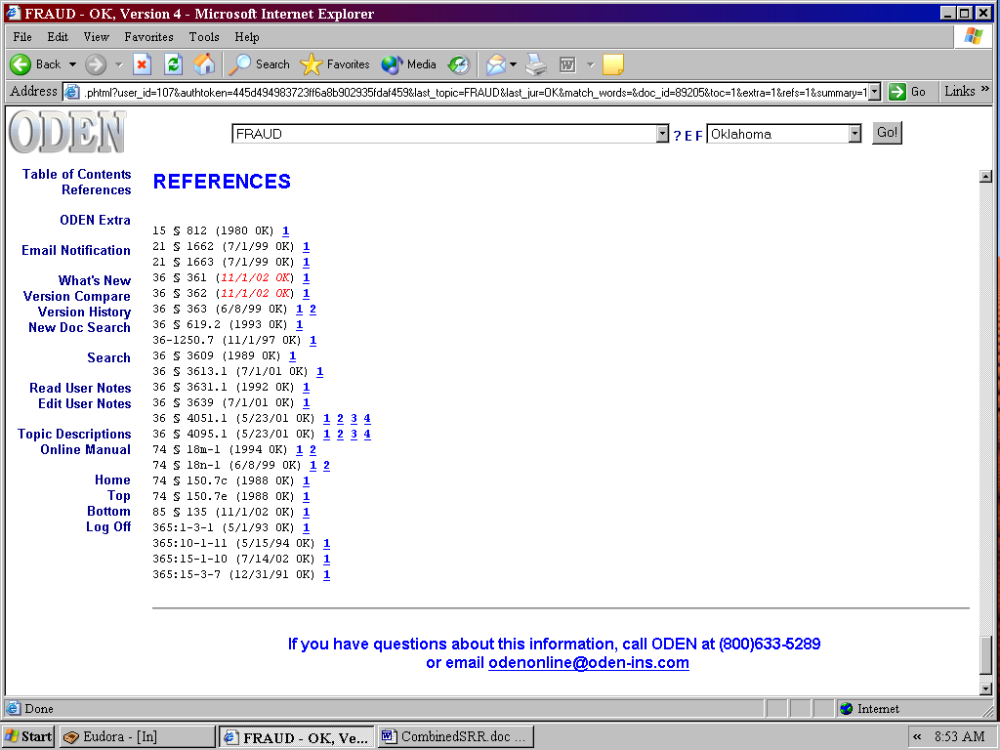 FRAUD - OK, Version 4 - Microsoft Internet Explorer
File Edit View Favorites Tools Help
Back Search Favorites Media
Address .phtml?user_id=107&authtoken=445d494983723ff6a8b902935fdaf459&last_topic=FRAUD&last_jur=OK&match_words=&doc_id=89205&toc=1&extra=1&refs=1&summary=1 Go Links »
ODEN
FRAUD ? E F Oklahoma Go!
Table of Contents
References
ODEN Extra
Email Notification
What's New
Version Compare
Version History
New Doc Search
Search
Read User Notes
Edit User Notes
Topic Descriptions
Online Manual
Home
Top
Bottom
Log Off
REFERENCES
15 § 812 (1980 OK) 1
21 § 1662 (7/1/99 OK) 1
21 § 1663 (7/1/99 OK) 1
36 § 361 (11/1/02 OK) 1
36 § 362 (11/1/02 OK) 1
36 § 363 (6/8/99 OK) 1 2
36 § 619.2 (1993 OK) 1
36-1250.7 (11/1/97 OK) 1
36 § 3609 (1989 OK) 1
36 § 3613.1 (7/1/01 OK) 1
36 § 3631.1 (1992 OK) 1
36 § 3639 (7/1/01 OK) 1
36 § 4051.1 (5/23/01 OK) 1 2 3 4
36 § 4095.1 (5/23/01 OK) 1 2 3 4
74 § 18m-1 (1994 OK) 1 2
74 § 18n-1 (6/8/99 OK) 1 2
74 § 150.7c (1988 OK) 1
74 § 150.7e (1988 OK) 1
85 § 135 (11/1/02 OK) 1
365:1-3-1 (5/1/93 OK) 1
365:10-1-11 (5/15/94 OK) 1
365:15-1-10 (7/14/02 OK) 1
365:15-3-7 (12/31/91 OK) 1
If you have questions about this information, call ODEN at (800)633-5289
or email odenonline@oden-ins.com
Done Internet
Start Eudora - [In] FRAUD - OK, Ve... CombinedSRR.doc ... « 8:53 AM